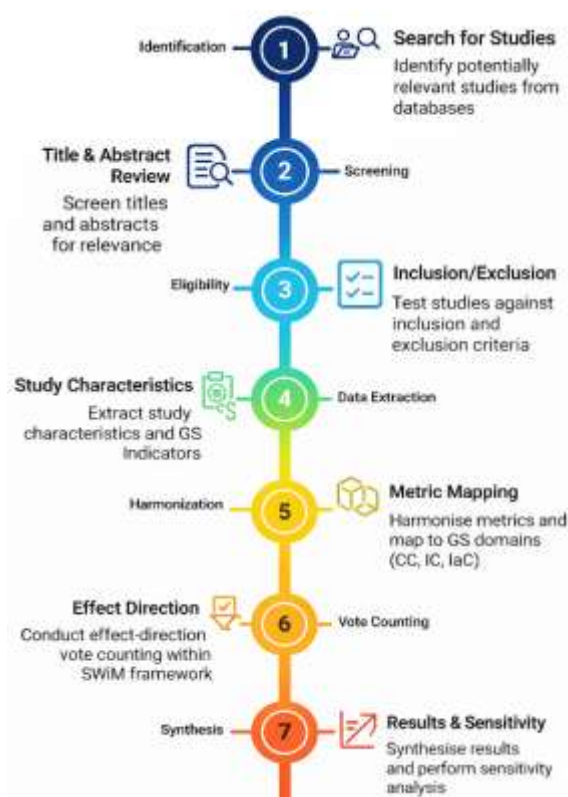 Identification
1
Search for Studies
Identify potentially
relevant studies from
databases
Title & Abstract
Review
Screen titles
and abstracts
for relevance
2
Screening
Eligibility
3
Inclusion/Exclusion
Test studies against
inclusion and
exclusion criteria
Study Characteristics
Extract study
characteristics and GS
Indicators
4
Data Extraction
Harmonization
5
Metric Mapping
Harmonise metrics and
map to GS domains
(CC, IC, IaC)
Effect Direction
Conduct effect-direction
vote counting within
SWiM framework
6
Vote Counting
Synthesis
7
Results & Sensitivity
Synthesise results
and perform sensitivity
analysis